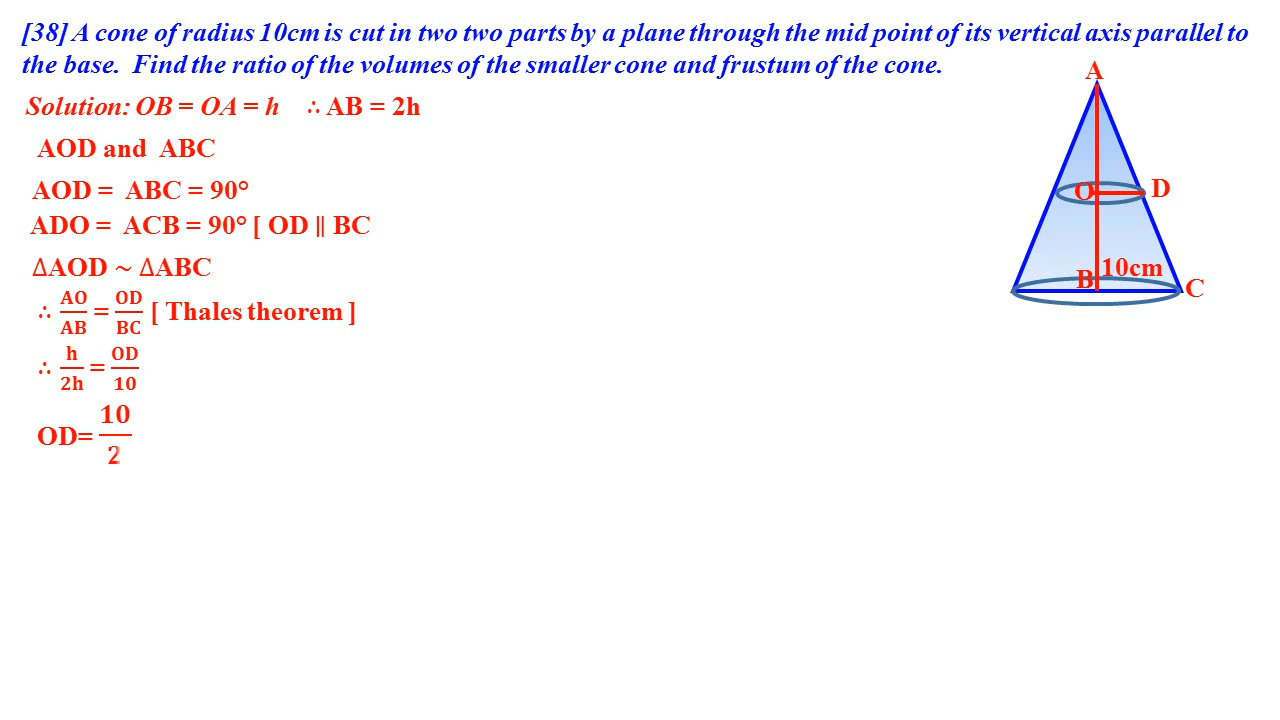 [38] A cone of radius 10cm is cut in two two parts by a plane through the mid point of its vertical axis parallel to
the base. Find the ratio of the volumes of the smaller cone and frustum of the cone.
Solution: OB = OA = h ∴ AB = 2h
AOD and ABC
AOD = ABC = 90°
ADO = ACB = 90° [ OD || BC
∆AOD ~ ∆ABC
∴ AO/AB = OD/BC [ Thales theorem ]
∴ h/2h = OD/10
OD= 10/2
A
O
D
B
10cm
C